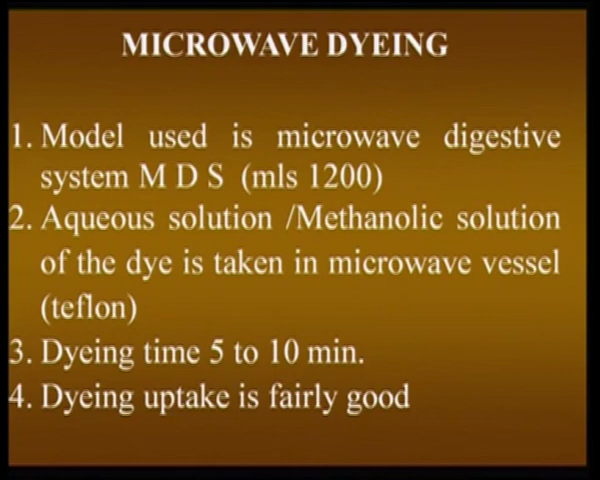 MICROWAVE DYEING
1. Model used is microwave digestive
system M D S (mls 1200)
2. Aqueous solution /Methanolic solution
of the dye is taken in microwave vessel
(teflon)
3. Dyeing time 5 to 10 min.
4. Dyeing uptake is fairly good